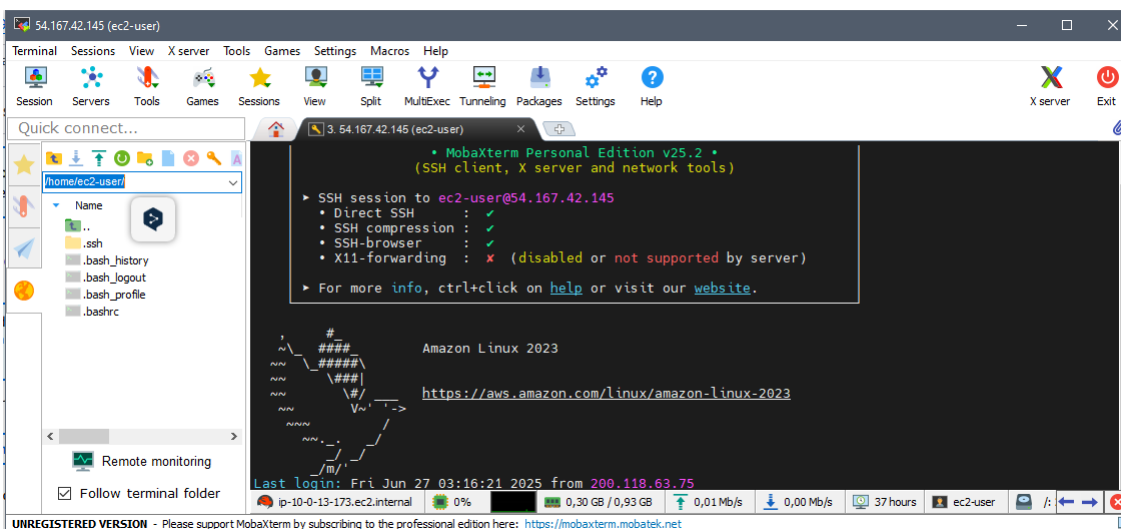 54.167.42.145 (ec2-user)
Terminal Sessions View X server Tools Games Settings Macros Help
Session Servers Tools Games Sessions View Split MultiExec Tunneling Packages Settings Help X server Exit
Quick connect...
3. 54.167.42.145 (ec2-user)
/home/ec2-user/
Name
..
.ssh
.bash_history
.bash_logout
.bash_profile
.bashrc
Remote monitoring
Follow terminal folder
• MobaXterm Personal Edition v25.2 •
(SSH client, X server and network tools)
► SSH session to ec2-user@54.167.42.145
• Direct SSH : ✔
• SSH compression : ✔
• SSH-browser : ✔
• X11-forwarding : ✘ (disabled or not supported by server)
► For more info, ctrl+click on help or visit our website.
Amazon Linux 2023
https://aws.amazon.com/linux/amazon-linux-2023
Last login: Fri Jun 27 03:16:21 2025 from 200.118.63.75
ip-10-0-13-173.ec2.internal 0% 0,30 GB / 0,93 GB 0,01 Mb/s 0,00 Mb/s 37 hours ec2-user /:
UNREGISTERED VERSION - Please support MobaXterm by subscribing to the professional edition here: https://mobaxterm.mobatek.net